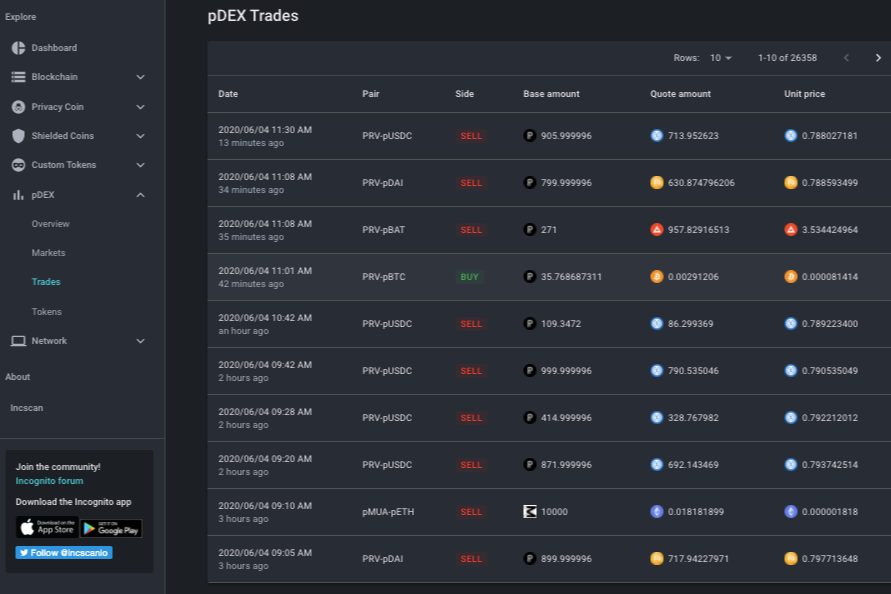 Explore
Dashboard
Blockchain
Privacy Coin
Shielded Coins
Custom Tokens
pDEX
Overview
Markets
Trades
Tokens
Network
About
Incscan
Join the community!
Incognito forum
Download the Incognito app
Download on the
App Store
GET IT ON
Google Play
Follow @incscanio
pDEX Trades
Rows: 10 1-10 of 26358
Date Pair Side Base amount Quote amount Unit price
2020/06/04 11:30 AM
13 minutes ago
PRV-pUSDC SELL 905.999996 713.952623 0.788027181
2020/06/04 11:08 AM
34 minutes ago
PRV-pDAI SELL 799.999996 630.874796206 0.788593499
2020/06/04 11:08 AM
35 minutes ago
PRV-pBAT SELL 271 957.82916513 3.534424964
2020/06/04 11:01 AM
42 minutes ago
PRV-pBTC BUY 35.768687311 0.00291206 0.000081414
2020/06/04 10:42 AM
an hour ago
PRV-pUSDC SELL 109.3472 86.299369 0.789223400
2020/06/04 09:42 AM
2 hours ago
PRV-pUSDC SELL 999.999996 790.535046 0.790535049
2020/06/04 09:28 AM
2 hours ago
PRV-pUSDC SELL 414.999996 328.767982 0.792212012
2020/06/04 09:20 AM
2 hours ago
PRV-pUSDC SELL 871.999996 692.143469 0.793742514
2020/06/04 09:10 AM
3 hours ago
pMUA-pETH SELL 10000 0.018181899 0.000001818
2020/06/04 09:05 AM
3 hours ago
PRV-pDAI SELL 899.999996 717.94227971 0.797713648